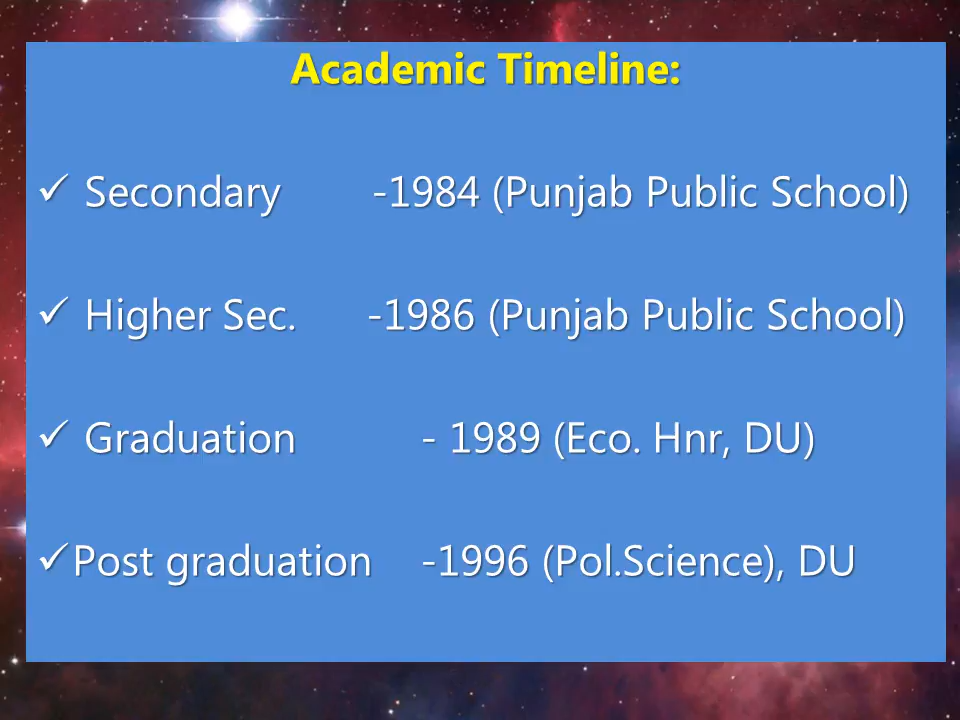 Academic Timeline:
✓ Secondary -1984 (Punjab Public School)
✓ Higher Sec. -1986 (Punjab Public School)
✓ Graduation - 1989 (Eco. Hnr, DU)
✓Post graduation -1996 (Pol.Science), DU